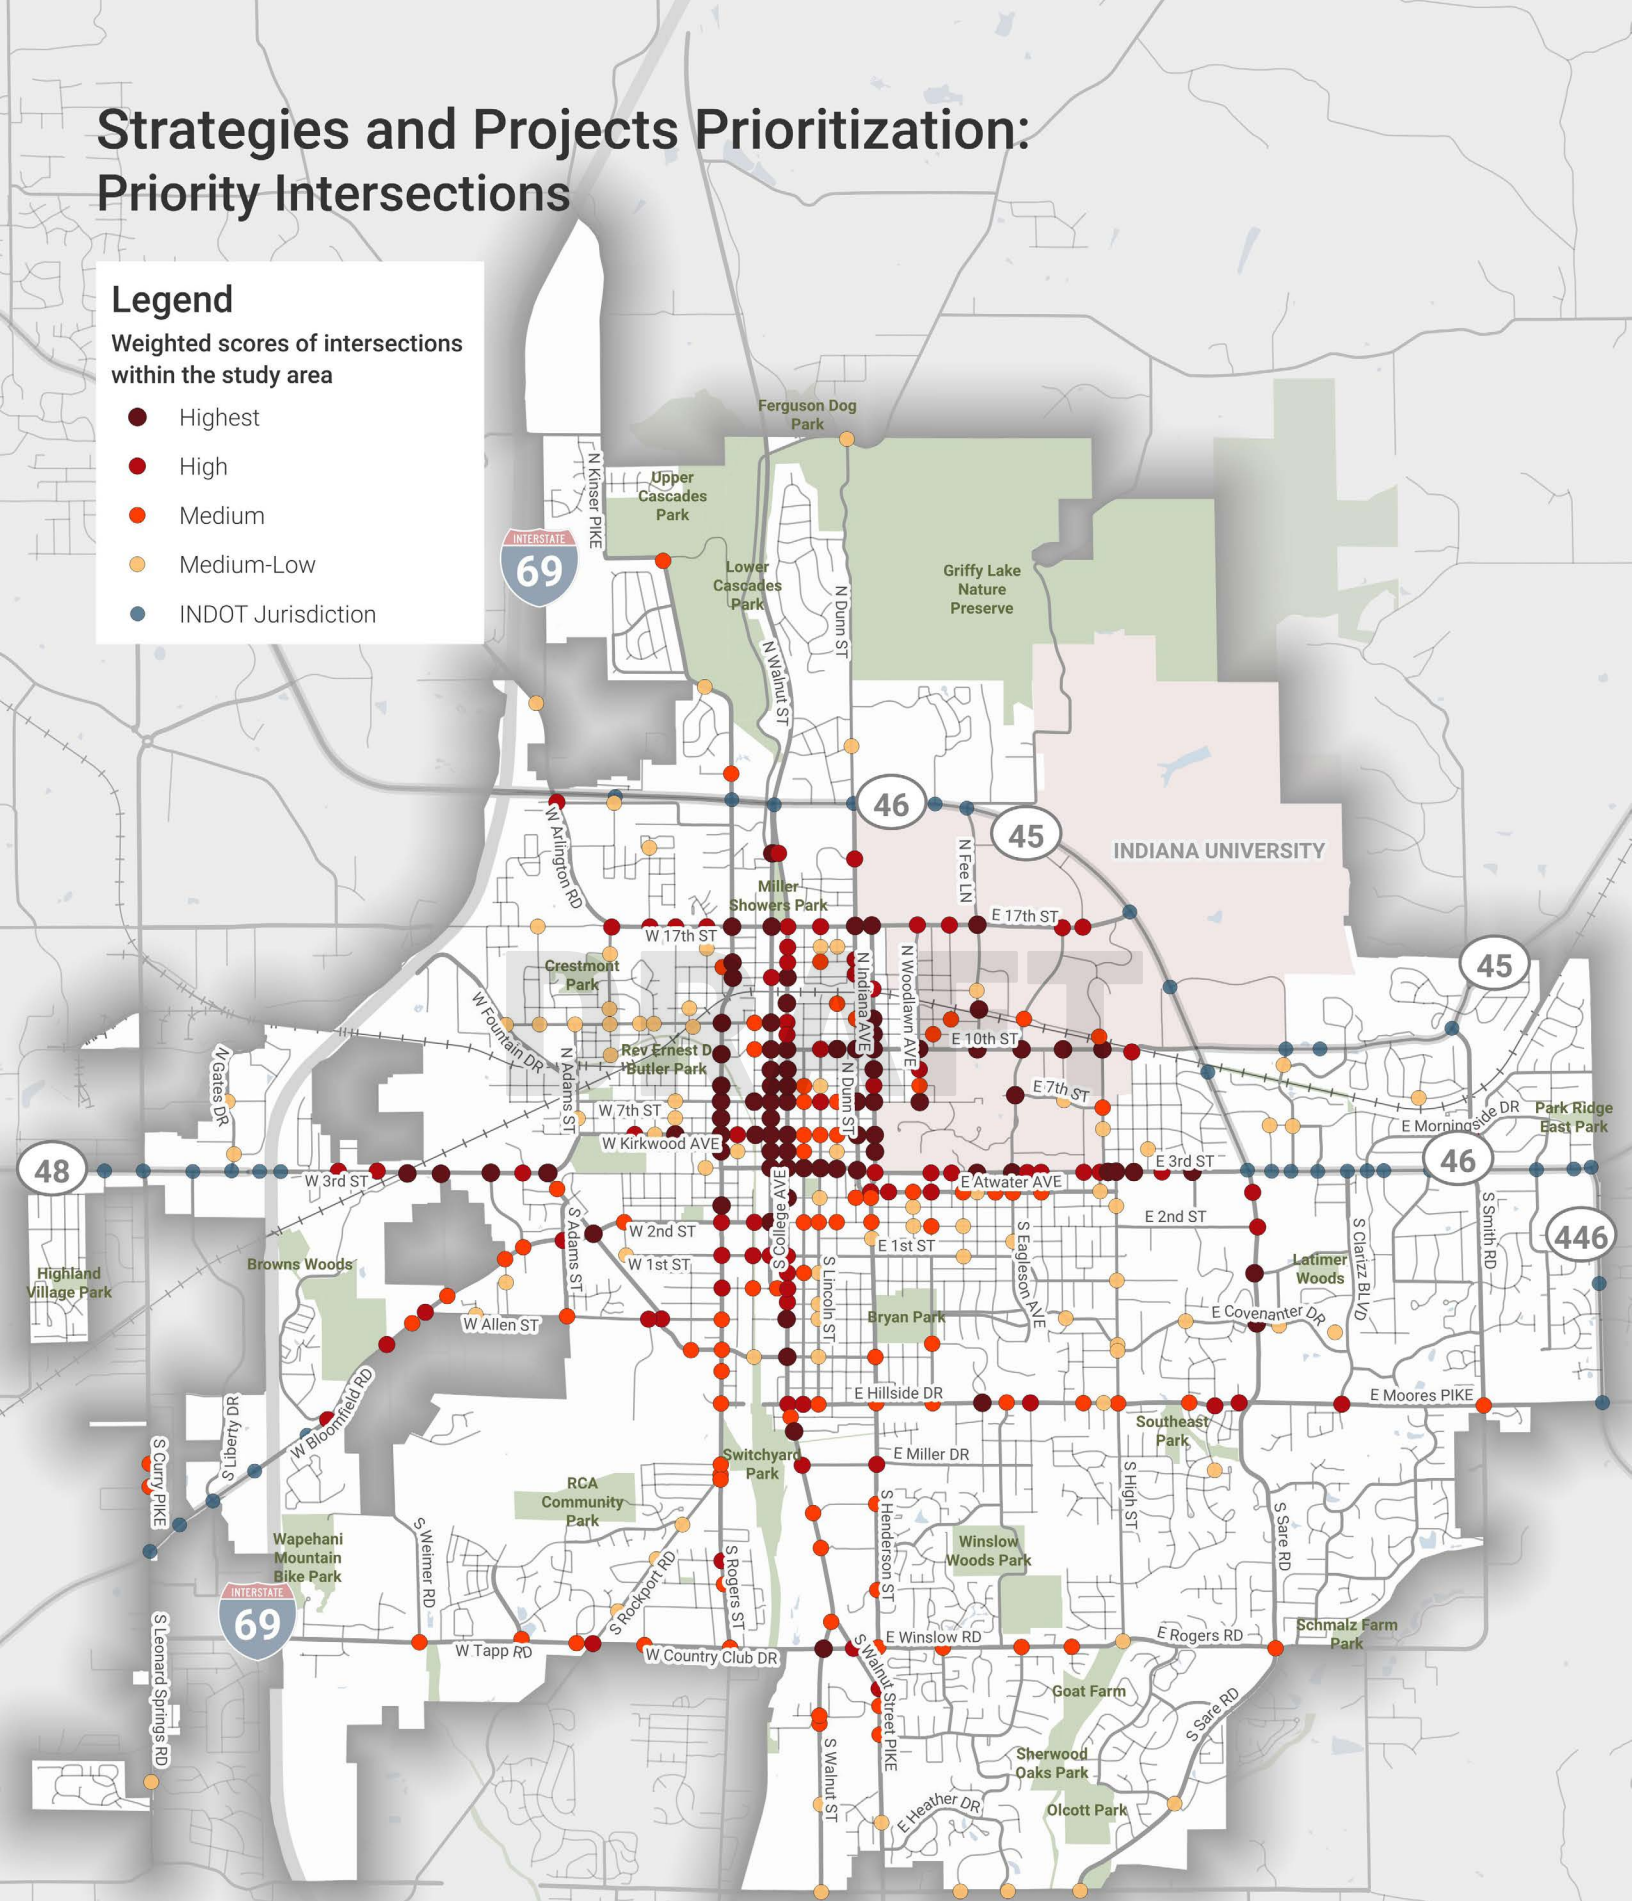 Strategies and Projects Prioritization:
Priority Intersections
Legend
Weighted scores of intersections
within the study area
Highest
High
Medium
Medium-Low
INDOT Jurisdiction
Ferguson Dog
Park
N Kinser PIKE
Upper
Cascades
Park
INTERSTATE
69
Lower
Cascades
Park
N Dunn ST
Griffy Lake
Nature
Preserve
N Walnut ST
46
45
W Arlington RD
N Fee LN
INDIANA UNIVERSITY
Miller
Showers Park
E 17th ST
W 17th ST
DRAFT
Crestmont
Park
N Indiana AVE
N Woodlawn AVE
45
W Fountain DR
E 10th ST
N Gates DR
N Adams ST
Rev Ernest D
Butler Park
N Dunn ST
E 7th ST
W 7th ST
E Morningside DR
Park Ridge
East Park
W Kirkwood AVE
48
46
W 3rd ST
E 3rd ST
E Atwater AVE
S College AVE
S Adams ST
W 2nd ST
E 2nd ST
S Smith RD
446
E 1st ST
W 1st ST
S Eagleson AVE
S Clarizz BLVD
Browns Woods
Latimer
Woods
Highland
Village Park
S Lincoln ST
Bryan Park
E Covenanter DR
W Allen ST
E Hillside DR
E Moores PIKE
W Bloomfield RD
S Liberty DR
Southeast
Park
S Curry PIKE
Switchyard
Park
E Miller DR
S High ST
RCA
Community
Park
S Henderson ST
S Sare RD
Wapehani
Mountain
Bike Park
S Weimer RD
Winslow
Woods Park
S Rogers ST
S Rockport RD
INTERSTATE
69
S Leonard Springs RD
Schmalz Farm
Park
E Winslow RD
E Rogers RD
W Tapp RD
W Country Club DR
S Walnut Street PIKE
Goat Farm
S Sare RD
Sherwood
Oaks Park
S Walnut ST
E Heather DR
Olcott Park